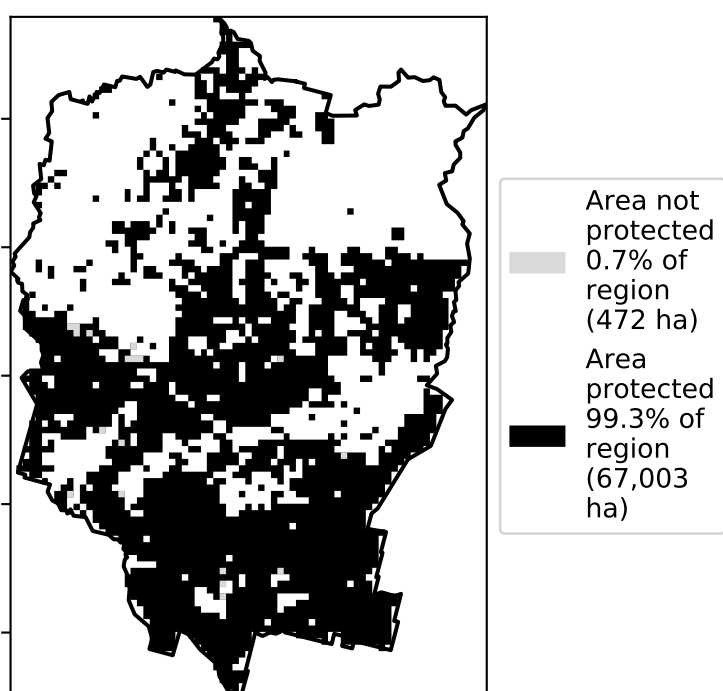 Area not
protected
0.7% of
region
(472 ha)
Area
protected
99.3% of
region
(67,003
ha)